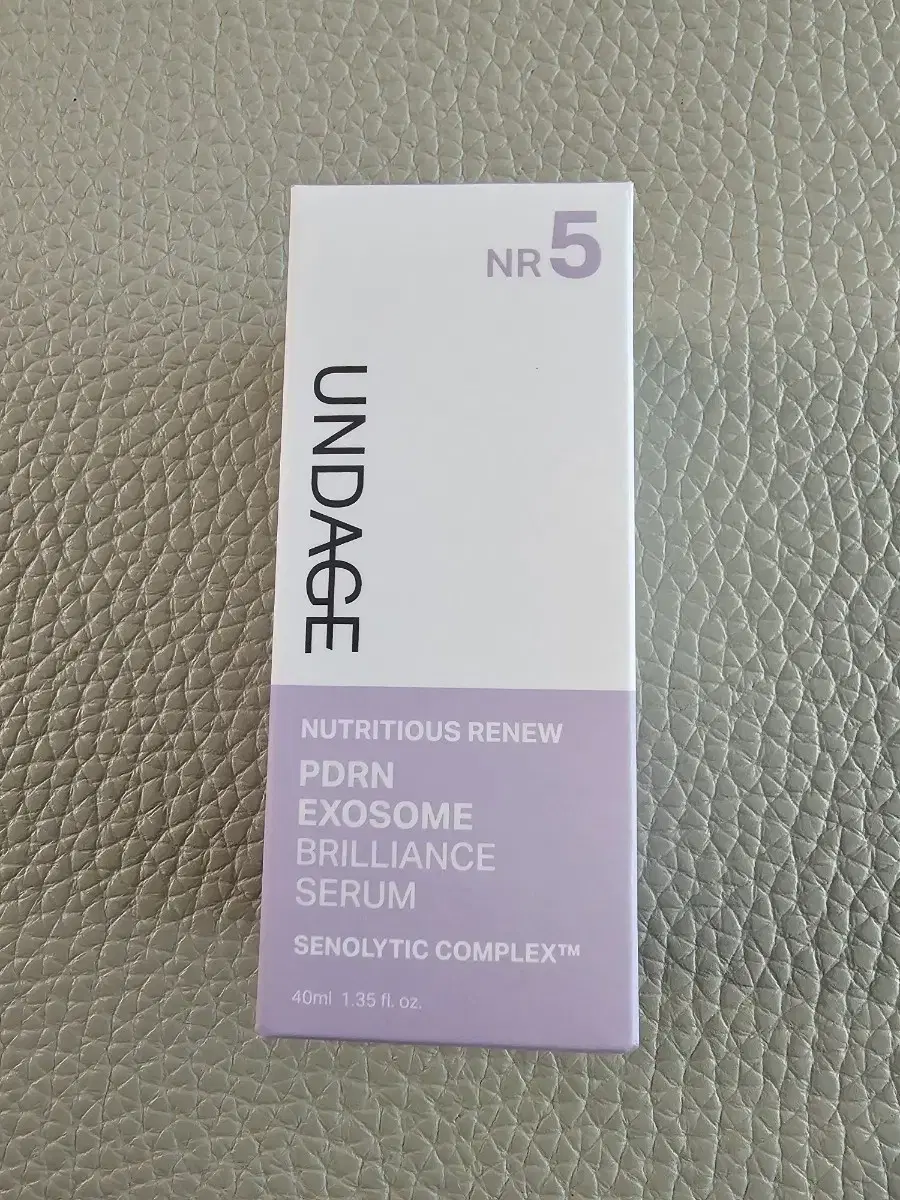 NR 5
UNDAGE
NUTRITIOUS RENEW
PDRN
EXOSOME
BRILLIANCE
SERUM
SENOLYTIC COMPLEX™
40ml 1.35 fl. oz.